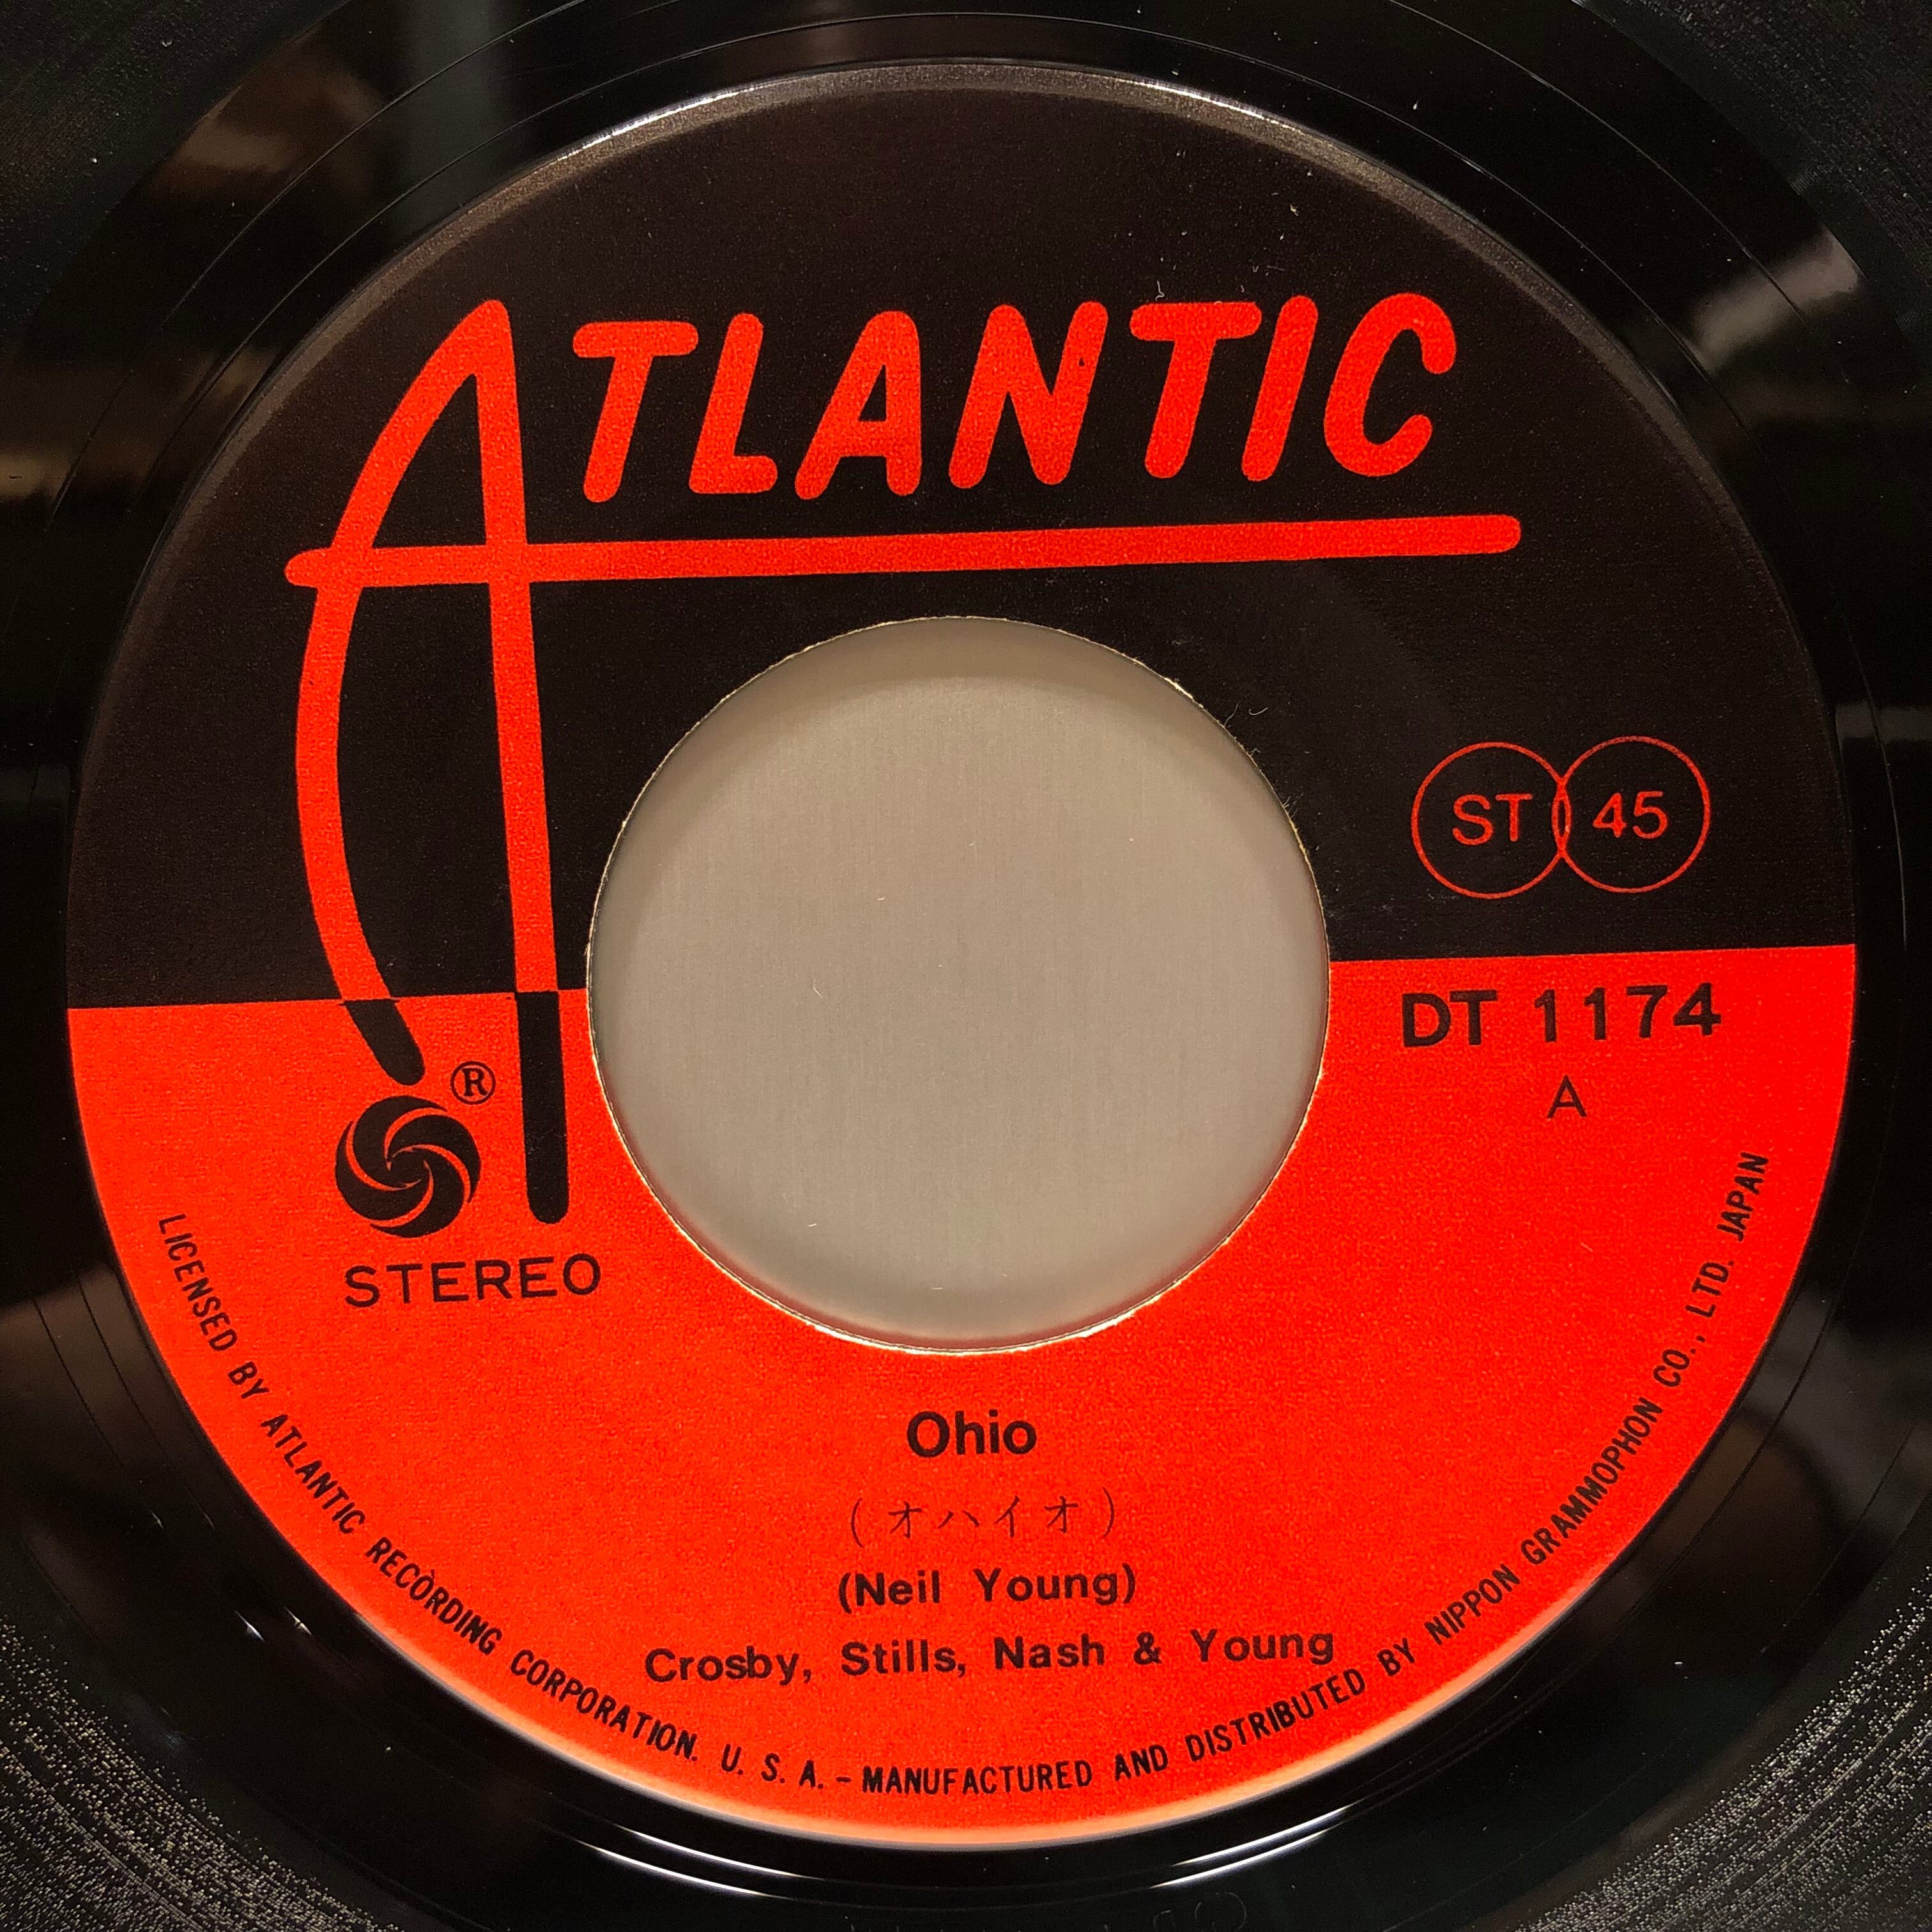 ATLANTIC
ST 45
DT 1174
A
®
STEREO
Ohio
(オハイオ)
(Neil Young)
Crosby, Stills, Nash & Young
LICENSED BY ATLANTIC RECORDING CORPORATION. U. S. A. – MANUFACTURED AND DISTRIBUTED BY NIPPON GRAMMOPHON CO., LTD. JAPAN